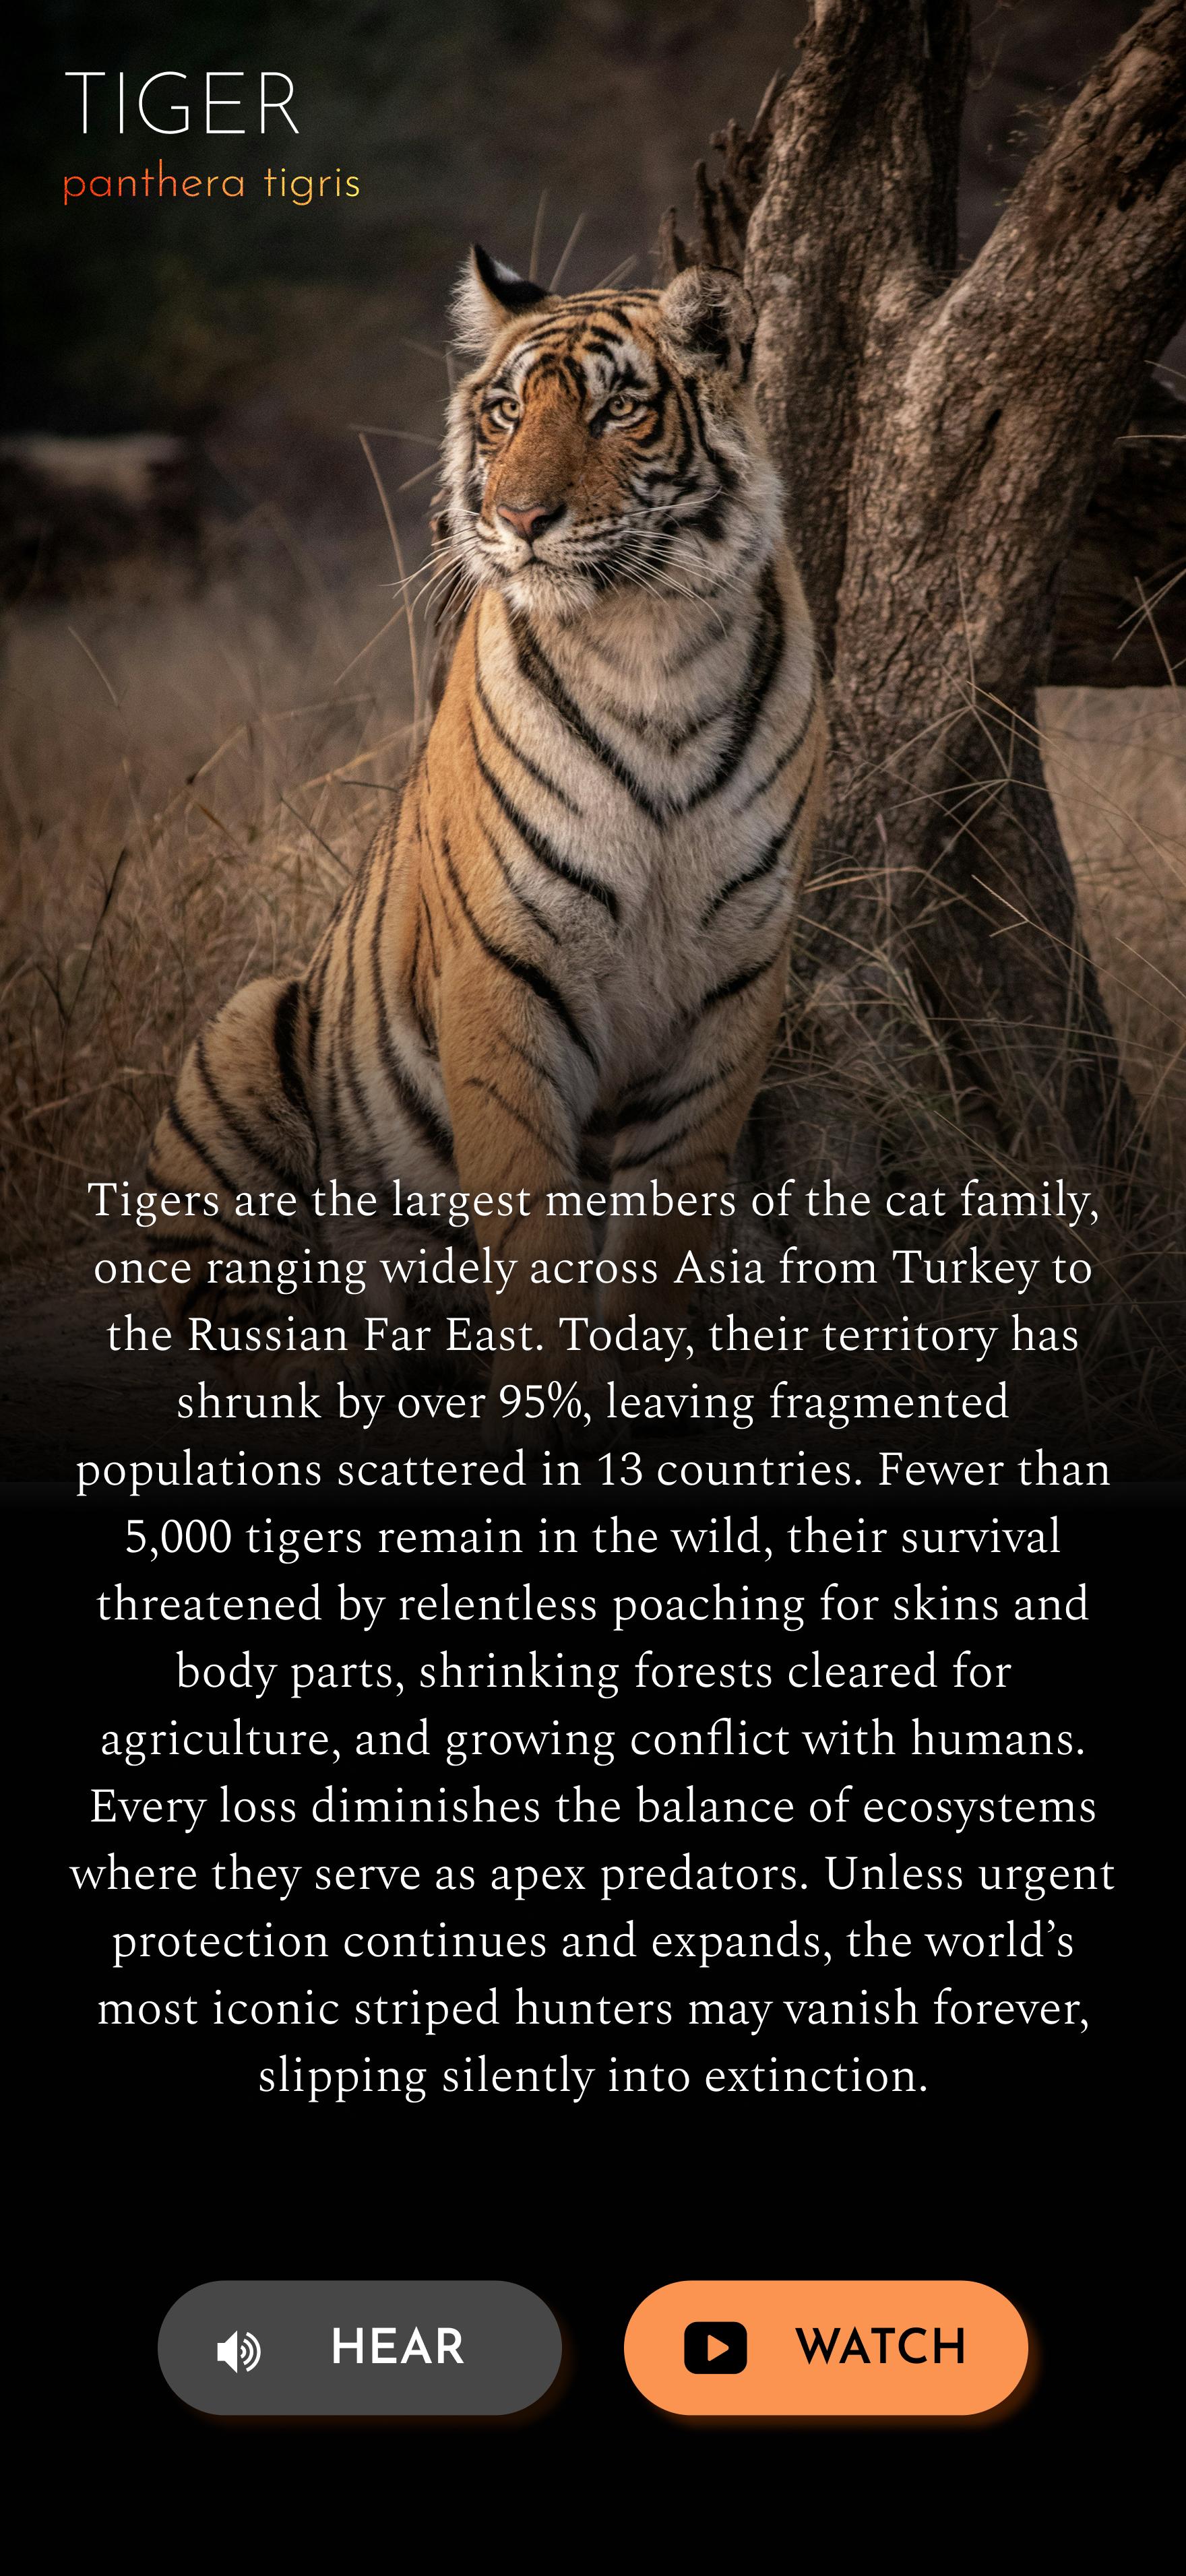 TIGER
panthera tigris
Tigers are the largest members of the cat family,
once ranging widely across Asia from Turkey to
the Russian Far East. Today, their territory has
shrunk by over 95%, leaving fragmented
populations scattered in 13 countries. Fewer than
5,000 tigers remain in the wild, their survival
threatened by relentless poaching for skins and
body parts, shrinking forests cleared for
agriculture, and growing conflict with humans.
Every loss diminishes the balance of ecosystems
where they serve as apex predators. Unless urgent
protection continues and expands, the world’s
most iconic striped hunters may vanish forever,
slipping silently into extinction.
HEAR
WATCH